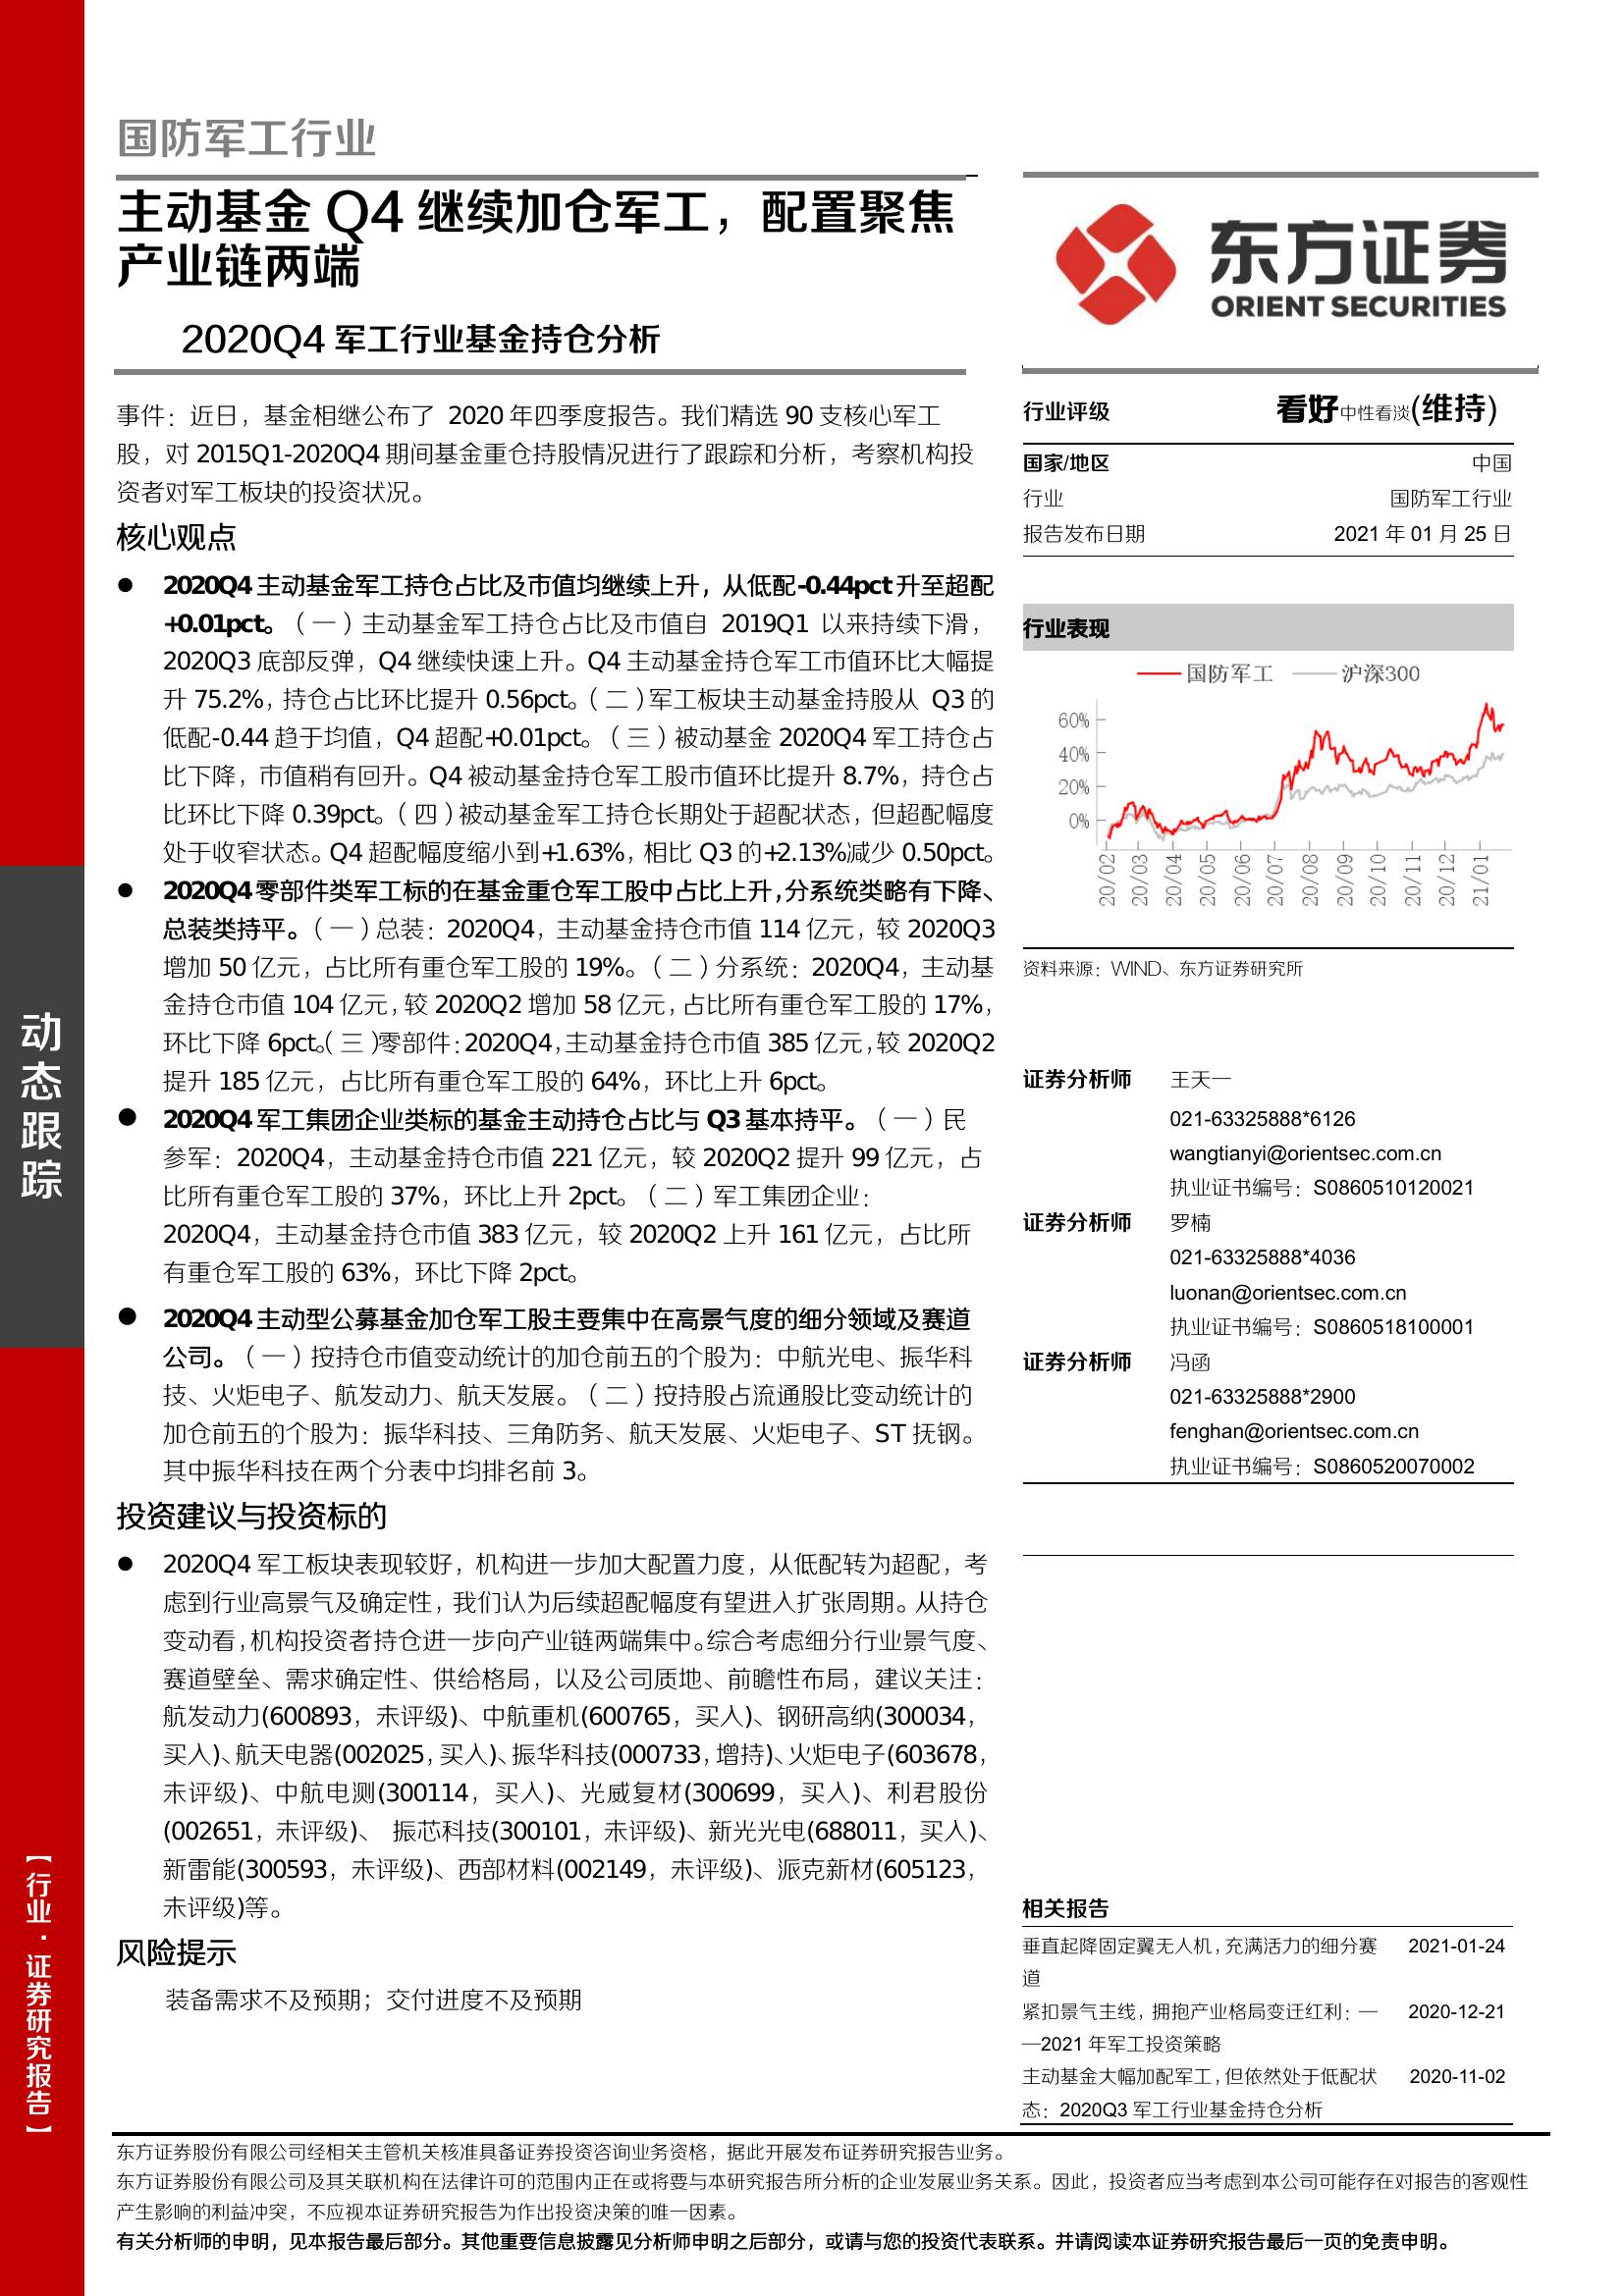 国防军工行业
主动基金 Q4 继续加仓军工，配置聚焦
产业链两端
2020Q4 军工行业基金持仓分析
东方证券
ORIENT SECURITIES
事件：近日，基金相继公布了 2020 年四季度报告。我们精选 90 支核心军工
股，对 2015Q1-2020Q4 期间基金重仓持股情况进行了跟踪和分析，考察机构投
资者对军工板块的投资状况。
核心观点
● 2020Q4 主动基金军工持仓占比及市值均继续上升，从低配-0.44pct 升至超配
+0.01pct。（一）主动基金军工持仓占比及市值自 2019Q1 以来持续下滑，
2020Q3 底部反弹，Q4 继续快速上升。Q4 主动基金持仓军工市值环比大幅提
升 75.2%，持仓占比环比提升 0.56pct。（二）军工板块主动基金持股从 Q3 的
低配-0.44 趋于均值，Q4 超配+0.01pct。（三）被动基金 2020Q4 军工持仓占
比下降，市值稍有回升。Q4 被动基金持仓军工股市值环比提升 8.7%，持仓占
比环比下降 0.39pct。（四）被动基金军工持仓长期处于超配状态，但超配幅度
处于收窄状态。Q4 超配幅度缩小到+1.63%，相比 Q3 的+2.13%减少 0.50pct。
● 2020Q4 零部件类军工标的在基金重仓军工股中占比上升，分系统类略有下降、
总装类持平。（一）总装：2020Q4，主动基金持仓市值 114 亿元，较 2020Q3
增加 50 亿元，占比所有重仓军工股的 19%。（二）分系统：2020Q4，主动基
金持仓市值 104 亿元，较 2020Q2 增加 58 亿元，占比所有重仓军工股的 17%，
环比下降 6pct。（三）零部件：2020Q4，主动基金持仓市值 385 亿元，较 2020Q2
提升 185 亿元，占比所有重仓军工股的 64%，环比上升 6pct。
● 2020Q4 军工集团企业类标的基金主动持仓占比与 Q3 基本持平。（一）民
参军：2020Q4，主动基金持仓市值 221 亿元，较 2020Q2 提升 99 亿元，占
比所有重仓军工股的 37%，环比上升 2pct。（二）军工集团企业：
2020Q4，主动基金持仓市值 383 亿元，较 2020Q2 上升 161 亿元，占比所
有重仓军工股的 63%，环比下降 2pct。
● 2020Q4 主动型公募基金加仓军工股主要集中在高景气度的细分领域及赛道
公司。（一）按持仓市值变动统计的加仓前五的个股为：中航光电、振华科
技、火炬电子、航发动力、航天发展。（二）按持股占流通股比变动统计的
加仓前五的个股为：振华科技、三角防务、航天发展、火炬电子、ST 抚钢。
其中振华科技在两个分表中均排名前 3。
投资建议与投资标的
● 2020Q4 军工板块表现较好，机构进一步加大配置力度，从低配转为超配，考
虑到行业高景气及确定性，我们认为后续超配幅度有望进入扩张周期。从持仓
变动看，机构投资者持仓进一步向产业链两端集中。综合考虑细分行业景气度、
赛道壁垒、需求确定性、供给格局，以及公司质地、前瞻性布局，建议关注：
航发动力(600893，未评级)、中航重机(600765，买入)、钢研高纳(300034，
买入)、航天电器(002025，买入)、振华科技(000733，增持)、火炬电子(603678，
未评级)、中航电测(300114，买入)、光威复材(300699，买入)、利君股份
(002651，未评级)、 振芯科技(300101，未评级)、新光光电(688011，买入)、
新雷能(300593，未评级)、西部材料(002149，未评级)、派克新材(605123，
未评级)等。
风险提示
装备需求不及预期；交付进度不及预期
行业评级 看好中性看淡(维持)
国家/地区 中国
行业 国防军工行业
报告发布日期 2021 年 01 月 25 日
行业表现
国防军工 沪深300
60%
40%
20%
0%
20/02 20/03 20/04 20/05 20/06 20/07 20/08 20/09 20/10 20/11 20/12 21/01
资料来源：WIND、东方证券研究所
证券分析师 王天一
021-63325888*6126
wangtianyi@orientsec.com.cn
执业证书编号：S0860510120021
证券分析师 罗楠
021-63325888*4036
luonan@orientsec.com.cn
执业证书编号：S0860518100001
证券分析师 冯函
021-63325888*2900
fenghan@orientsec.com.cn
执业证书编号：S0860520070002
相关报告
垂直起降固定翼无人机，充满活力的细分赛 2021-01-24
道
紧扣景气主线，拥抱产业格局变迁红利：— 2020-12-21
—2021 年军工投资策略
主动基金大幅加配军工，但依然处于低配状 2020-11-02
态：2020Q3 军工行业基金持仓分析
动态跟踪
【行业·证券研究报告】
东方证券股份有限公司经相关主管机关核准具备证券投资咨询业务资格，据此开展发布证券研究报告业务。
东方证券股份有限公司及其关联机构在法律许可的范围内正在或将要与本研究报告所分析的企业发展业务关系。因此，投资者应当考虑到本公司可能存在对报告的客观性
产生影响的利益冲突，不应视本证券研究报告为作出投资决策的唯一因素。
有关分析师的申明，见本报告最后部分。其他重要信息披露见分析师申明之后部分，或请与您的投资代表联系。并请阅读本证券研究报告最后一页的免责申明。